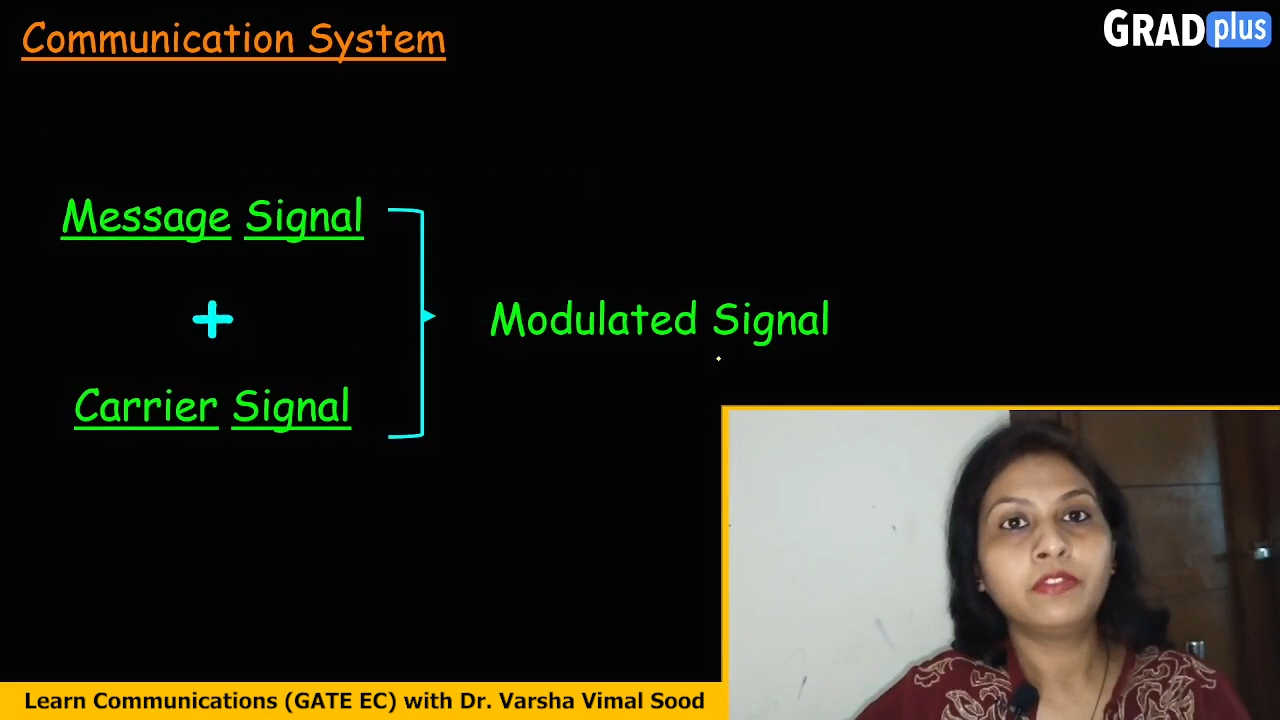 Communication System
GRADplus
Message Signal
+
Modulated Signal
Carrier Signal
Learn Communications (GATE EC) with Dr. Varsha Vimal Sood